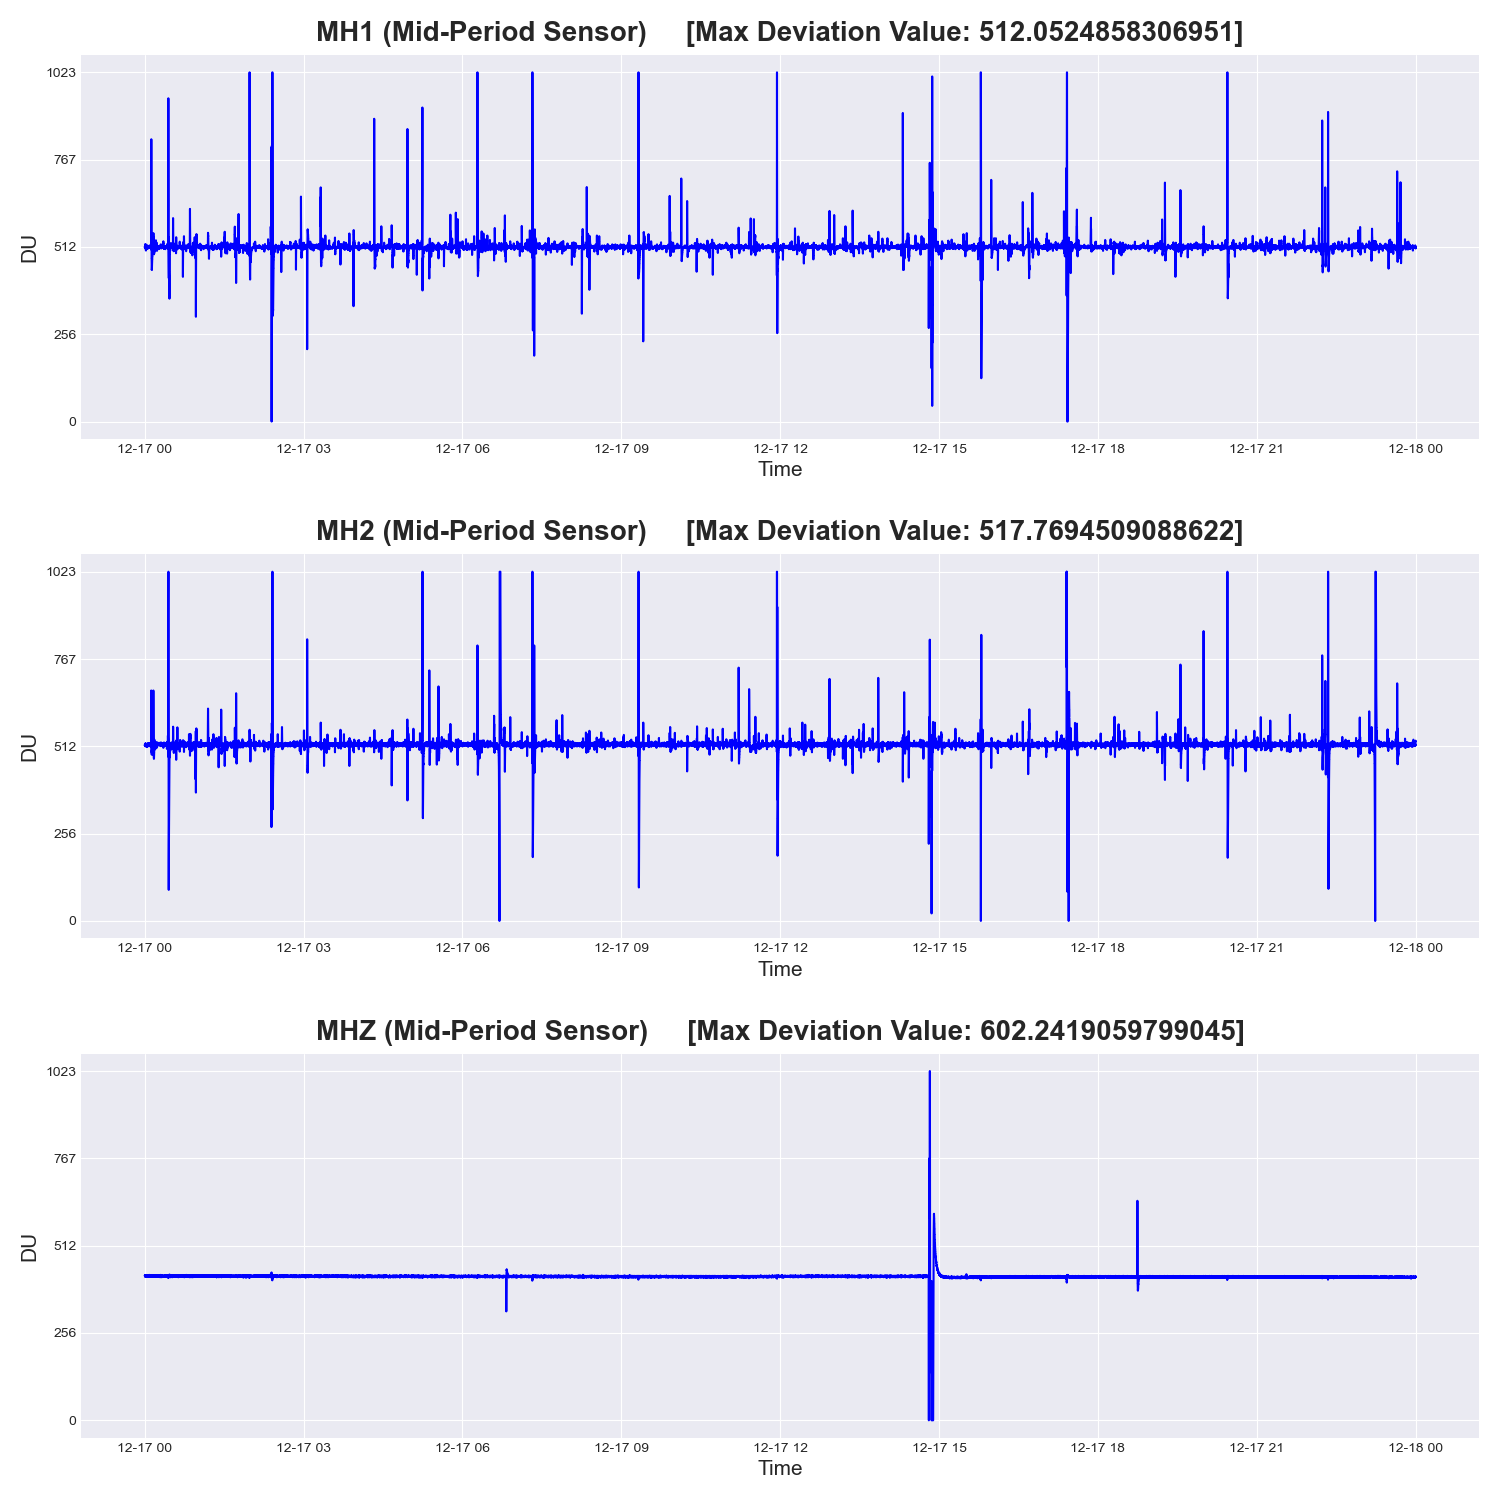 MH1 (Mid-Period Sensor) [Max Deviation Value: 512.0524858306951]
1023
767
512
256
0
DU
12-17 00 12-17 03 12-17 06 12-17 09 12-17 12 12-17 15 12-17 18 12-17 21 12-18 00
Time
MH2 (Mid-Period Sensor) [Max Deviation Value: 517.7694509088622]
1023
767
512
256
0
DU
12-17 00 12-17 03 12-17 06 12-17 09 12-17 12 12-17 15 12-17 18 12-17 21 12-18 00
Time
MHZ (Mid-Period Sensor) [Max Deviation Value: 602.2419059799045]
1023
767
512
256
0
DU
12-17 00 12-17 03 12-17 06 12-17 09 12-17 12 12-17 15 12-17 18 12-17 21 12-18 00
Time